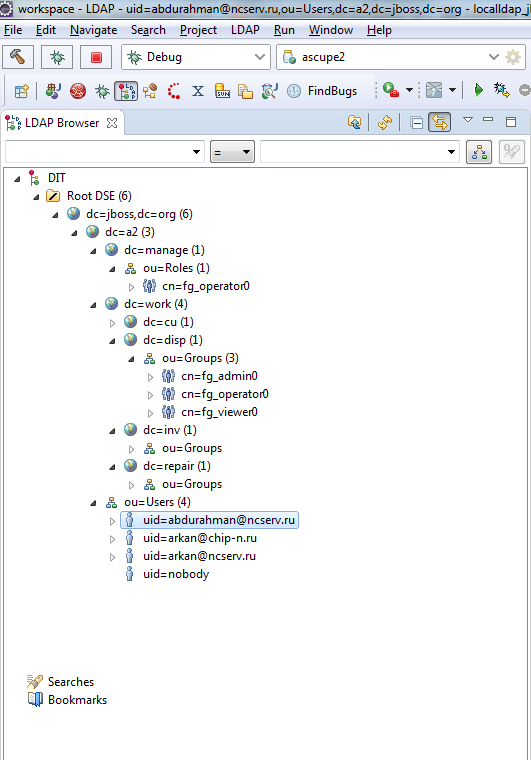 workspace - LDAP - uid=abdurahman@ncserv.ru,ou=Users,dc=a2,dc=jboss,dc=org - localldap_j
File Edit Navigate Search Project LDAP Run Window Help
Debug ascupe2
FindBugs
LDAP Browser
=
DIT
Root DSE (6)
dc=jboss,dc=org (6)
dc=a2 (3)
dc=manage (1)
ou=Roles (1)
cn=fg_operator0
dc=work (4)
dc=cu (1)
dc=disp (1)
ou=Groups (3)
cn=fg_admin0
cn=fg_operator0
cn=fg_viewer0
dc=inv (1)
ou=Groups
dc=repair (1)
ou=Groups
ou=Users (4)
uid=abdurahman@ncserv.ru
uid=arkan@chip-n.ru
uid=arkan@ncserv.ru
uid=nobody
Searches
Bookmarks